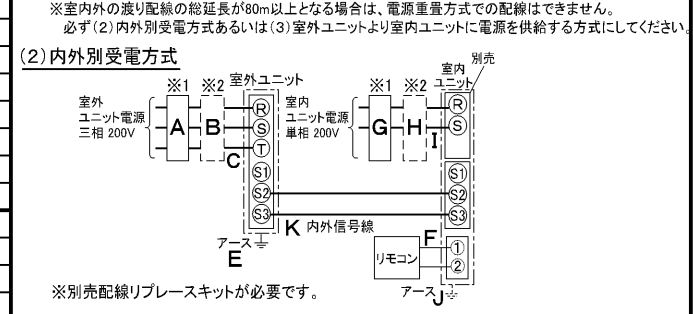 ※室内外の渡り配線の総延長が80m以上となる場合は、電源重畳方式での配線はできません。
必ず(2)内外別受電方式あるいは(3)室外ユニットより室内ユニットに電源を供給する方式にしてください。
(2)内外別受電方式
※1 ※2 室外ユニット
室外
ユニット電源
三相 200V
A B C
R
S
T
S1
S2
S3
アース
E
※1 ※2 室内
ユニット
別売
室内
ユニット電源
単相 200V
G H I
R
S
S1
S2
S3
K 内外信号線
リモコン
F
1
2
アース J
※別売配線リプレースキットが必要です。